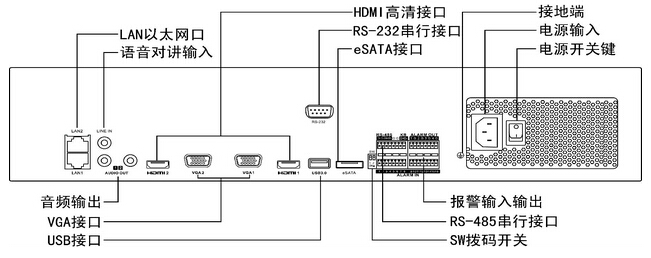 HDMI高清接口
接地端
LAN以太网口
RS-232串行接口
电源输入
语音对讲输入
eSATA接口
电源开关键
RS-232
LAN2
LINE IN
RS-485
ALARM OUT
LAN1
AUDIO OUT
HDMI 2
VGA2
VGA1
HDMI 1
USB3.0
eSATA
ALARM IN
音频输出
报警输入输出
VGA接口
RS-485串行接口
USB接口
SW拨码开关